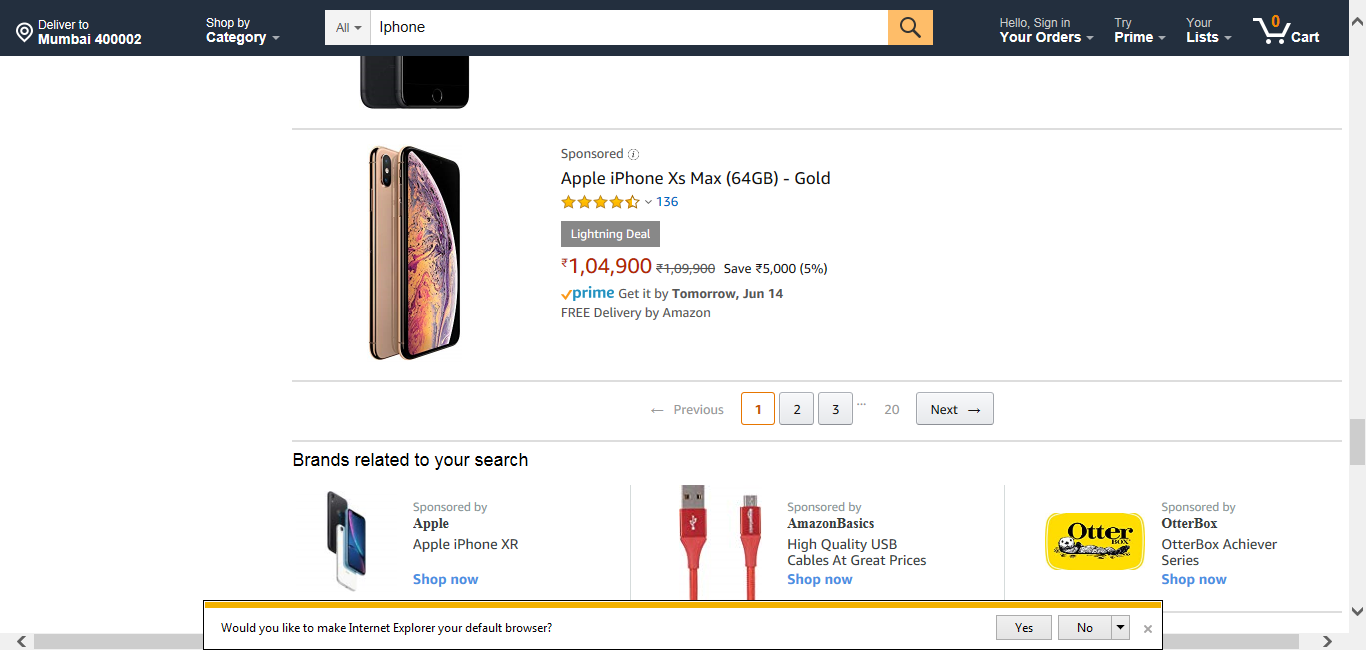 Deliver to
Mumbai 400002
Shop by
Category
All
Iphone
Hello, Sign in
Your Orders
Try
Prime
Your
Lists
0
Cart
Sponsored
Apple iPhone Xs Max (64GB) - Gold
136
Lightning Deal
₹1,04,900 ₹1,09,900 Save ₹5,000 (5%)
prime Get it by Tomorrow, Jun 14
FREE Delivery by Amazon
← Previous 1 2 3 ... 20 Next →
Brands related to your search
Sponsored by
Apple
Apple iPhone XR
Shop now
Sponsored by
AmazonBasics
High Quality USB
Cables At Great Prices
Shop now
Otter
BOX
Sponsored by
OtterBox
OtterBox Achiever
Series
Shop now
Would you like to make Internet Explorer your default browser?
Yes
No